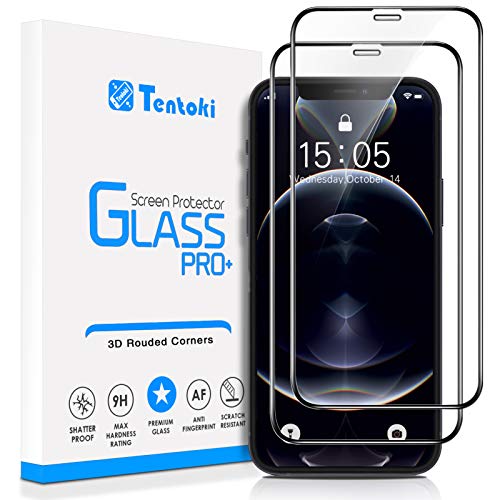 Tentoki
Screen Protector
GLASS
PRO+
3D Rouded Corners
SHATTER
PROOF
9H
MAX
HARDNESS
RATING
PREMIUM
GLASS
AF
ANTI
FINGERPRINT
SCRATCH
RESISTANT
15:05
Wednesday,October 14